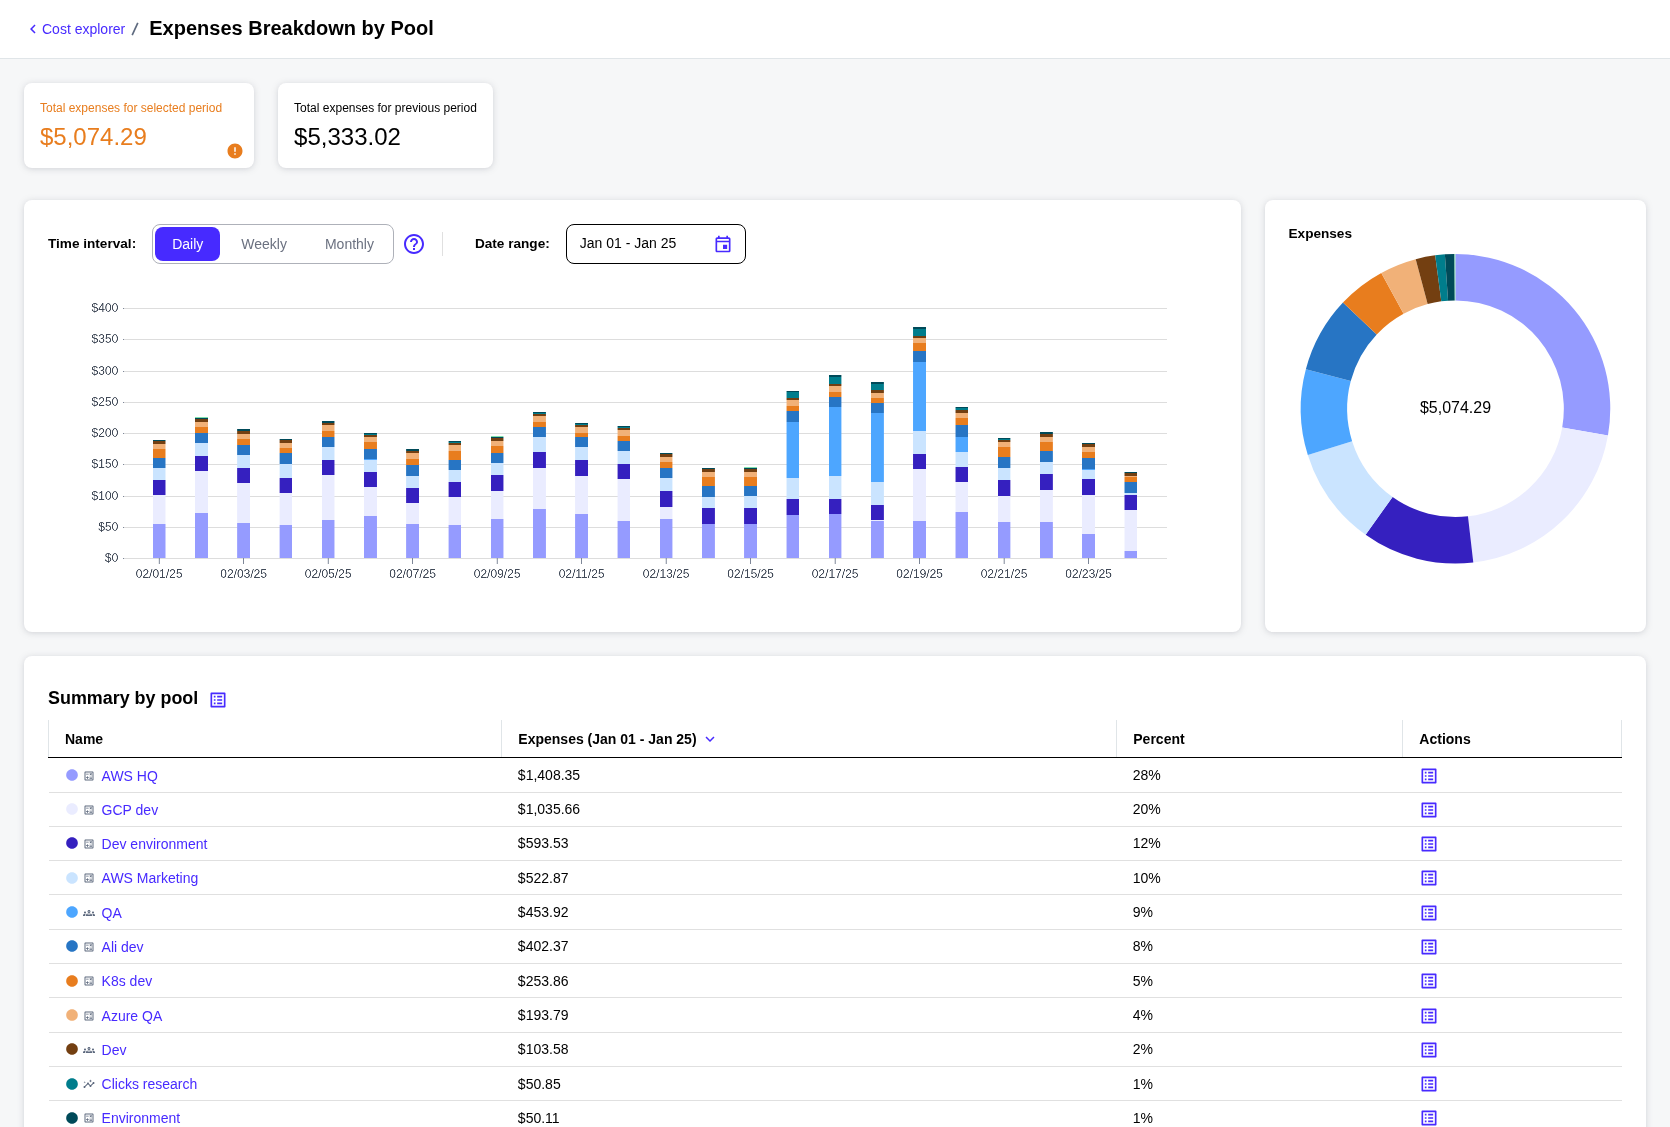 Cost explorer / Expenses Breakdown by Pool
Total expenses for selected period
$5,074.29
Total expenses for previous period
$5,333.02
Time interval: Daily Weekly Monthly Date range: Jan 01 - Jan 25
$400
$350
$300
$250
$200
$150
$100
$50
$0
02/01/25 02/03/25 02/05/25 02/07/25 02/09/25 02/11/25 02/13/25 02/15/25 02/17/25 02/19/25 02/21/25 02/23/25
Expenses
$5,074.29
Summary by pool
Name Expenses (Jan 01 - Jan 25) Percent Actions
AWS HQ $1,408.35 28%
GCP dev $1,035.66 20%
Dev environment $593.53 12%
AWS Marketing $522.87 10%
QA $453.92 9%
Ali dev $402.37 8%
K8s dev $253.86 5%
Azure QA $193.79 4%
Dev $103.58 2%
Clicks research $50.85 1%
Environment $50.11 1%